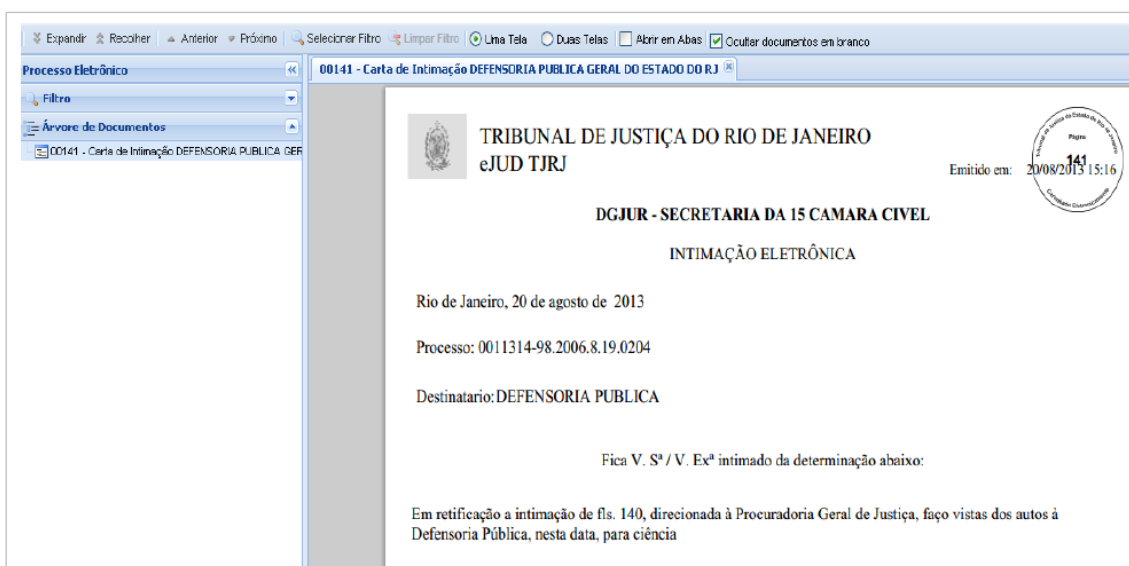 Expandir Recolher Anterior Próximo Selecionar Filtro Limpar Filtro Uma Tela Duas Telas Abrir em Abas Ocultar documentos em branco
Processo Eletrônico
Filtro
Árvore de Documentos
00141 - Carta de Intimação DEFENSORIA PUBLICA GER
00141 - Carta de Intimação DEFENSORIA PUBLICA GERAL DO ESTADO DO RJ
TRIBUNAL DE JUSTIÇA DO RIO DE JANEIRO
eJUD TJRJ
Página
141
Emitido em: 20/08/2013 15:16
DGJUR - SECRETARIA DA 15 CAMARA CIVEL
INTIMAÇÃO ELETRÔNICA
Rio de Janeiro, 20 de agosto de 2013
Processo: 0011314-98.2006.8.19.0204
Destinatario: DEFENSORIA PUBLICA
Fica V. Sª / V. Exª intimado da determinação abaixo:
Em retificação a intimação de fls. 140, direcionada à Procuradoria Geral de Justiça, faço vistas dos autos à
Defensoria Pública, nesta data, para ciência